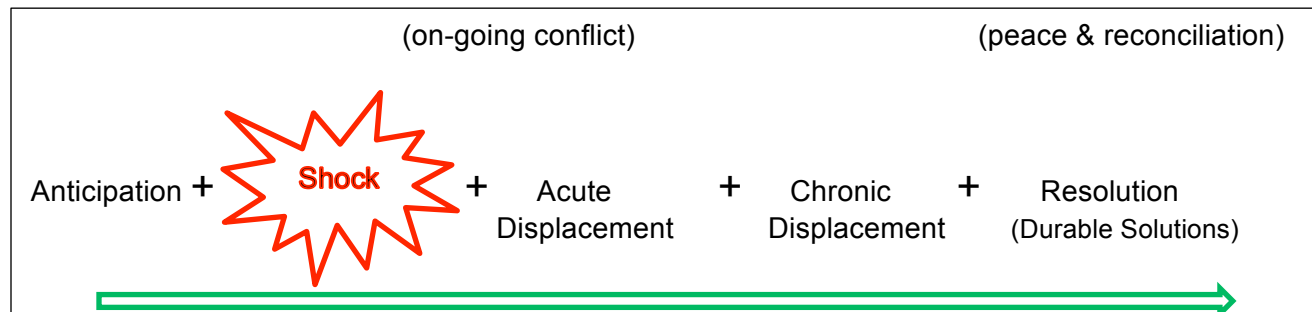 (on-going conflict) (peace & reconciliation)
Anticipation + Shock + Acute + Chronic + Resolution
Displacement Displacement (Durable Solutions)